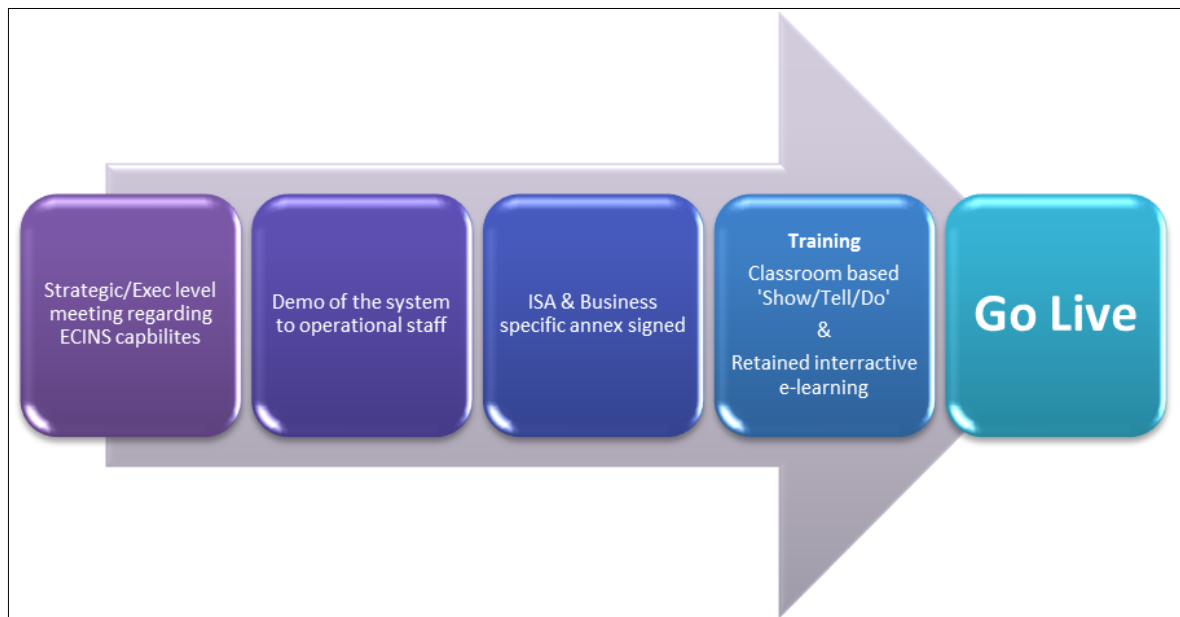 Strategic/Exec level
meeting regarding
ECINS capbilites
Demo of the system
to operational staff
ISA & Business
specific annex signed
Training
Classroom based
'Show/Tell/Do'
&
Retained interractive
e-learning
Go Live